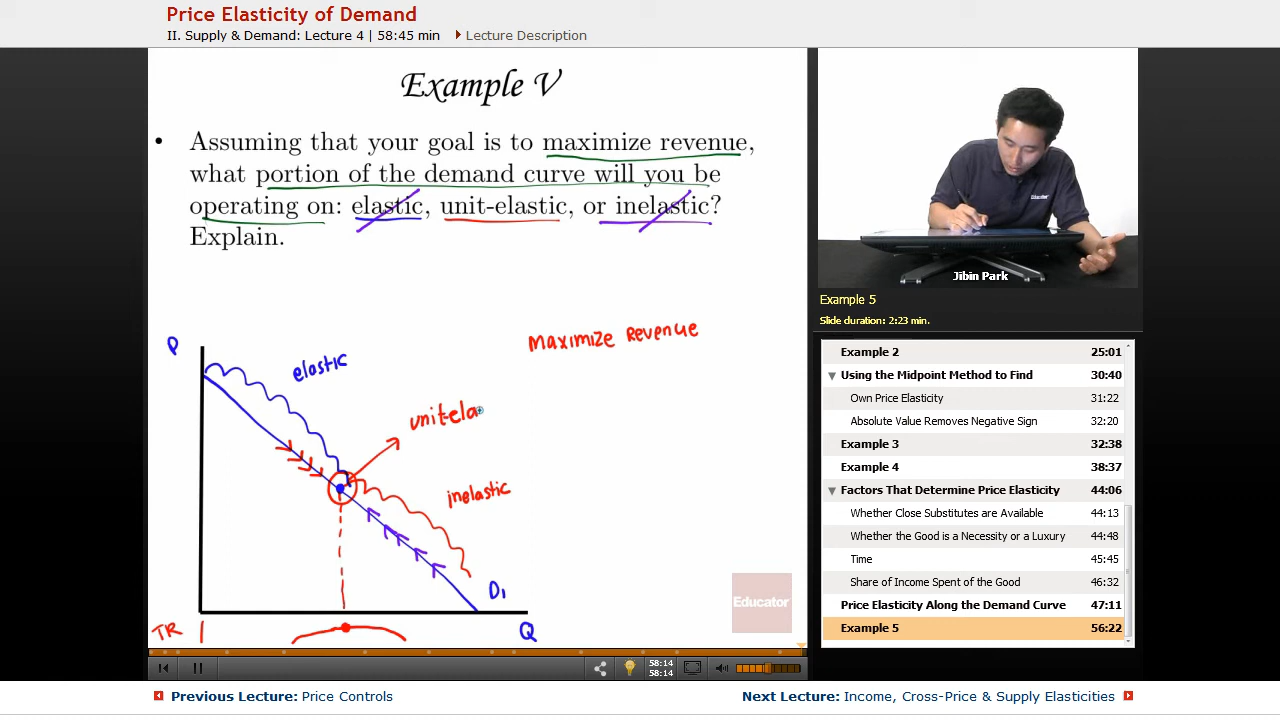 Price Elasticity of Demand
II. Supply & Demand: Lecture 4 | 58:45 min
Lecture Description
Example V
• Assuming that your goal is to maximize revenue,
what portion of the demand curve will you be
operating on: elastic, unit-elastic, or inelastic?
Explain.
MAXIMIZE REVENUE
P
elastic
unit-ela
inelastic
D1
TR
Q
Educator
Educator
Jibin Park
Example 5
Slide duration: 2:23 min.
Example 2 25:01
Using the Midpoint Method to Find 30:40
Own Price Elasticity 31:22
Absolute Value Removes Negative Sign 32:20
Example 3 32:38
Example 4 38:37
Factors That Determine Price Elasticity 44:06
Whether Close Substitutes are Available 44:13
Whether the Good is a Necessity or a Luxury 44:48
Time 45:45
Share of Income Spent of the Good 46:32
Price Elasticity Along the Demand Curve 47:11
Example 5 56:22
58:14
58:14
Previous Lecture: Price Controls
Next Lecture: Income, Cross-Price & Supply Elasticities